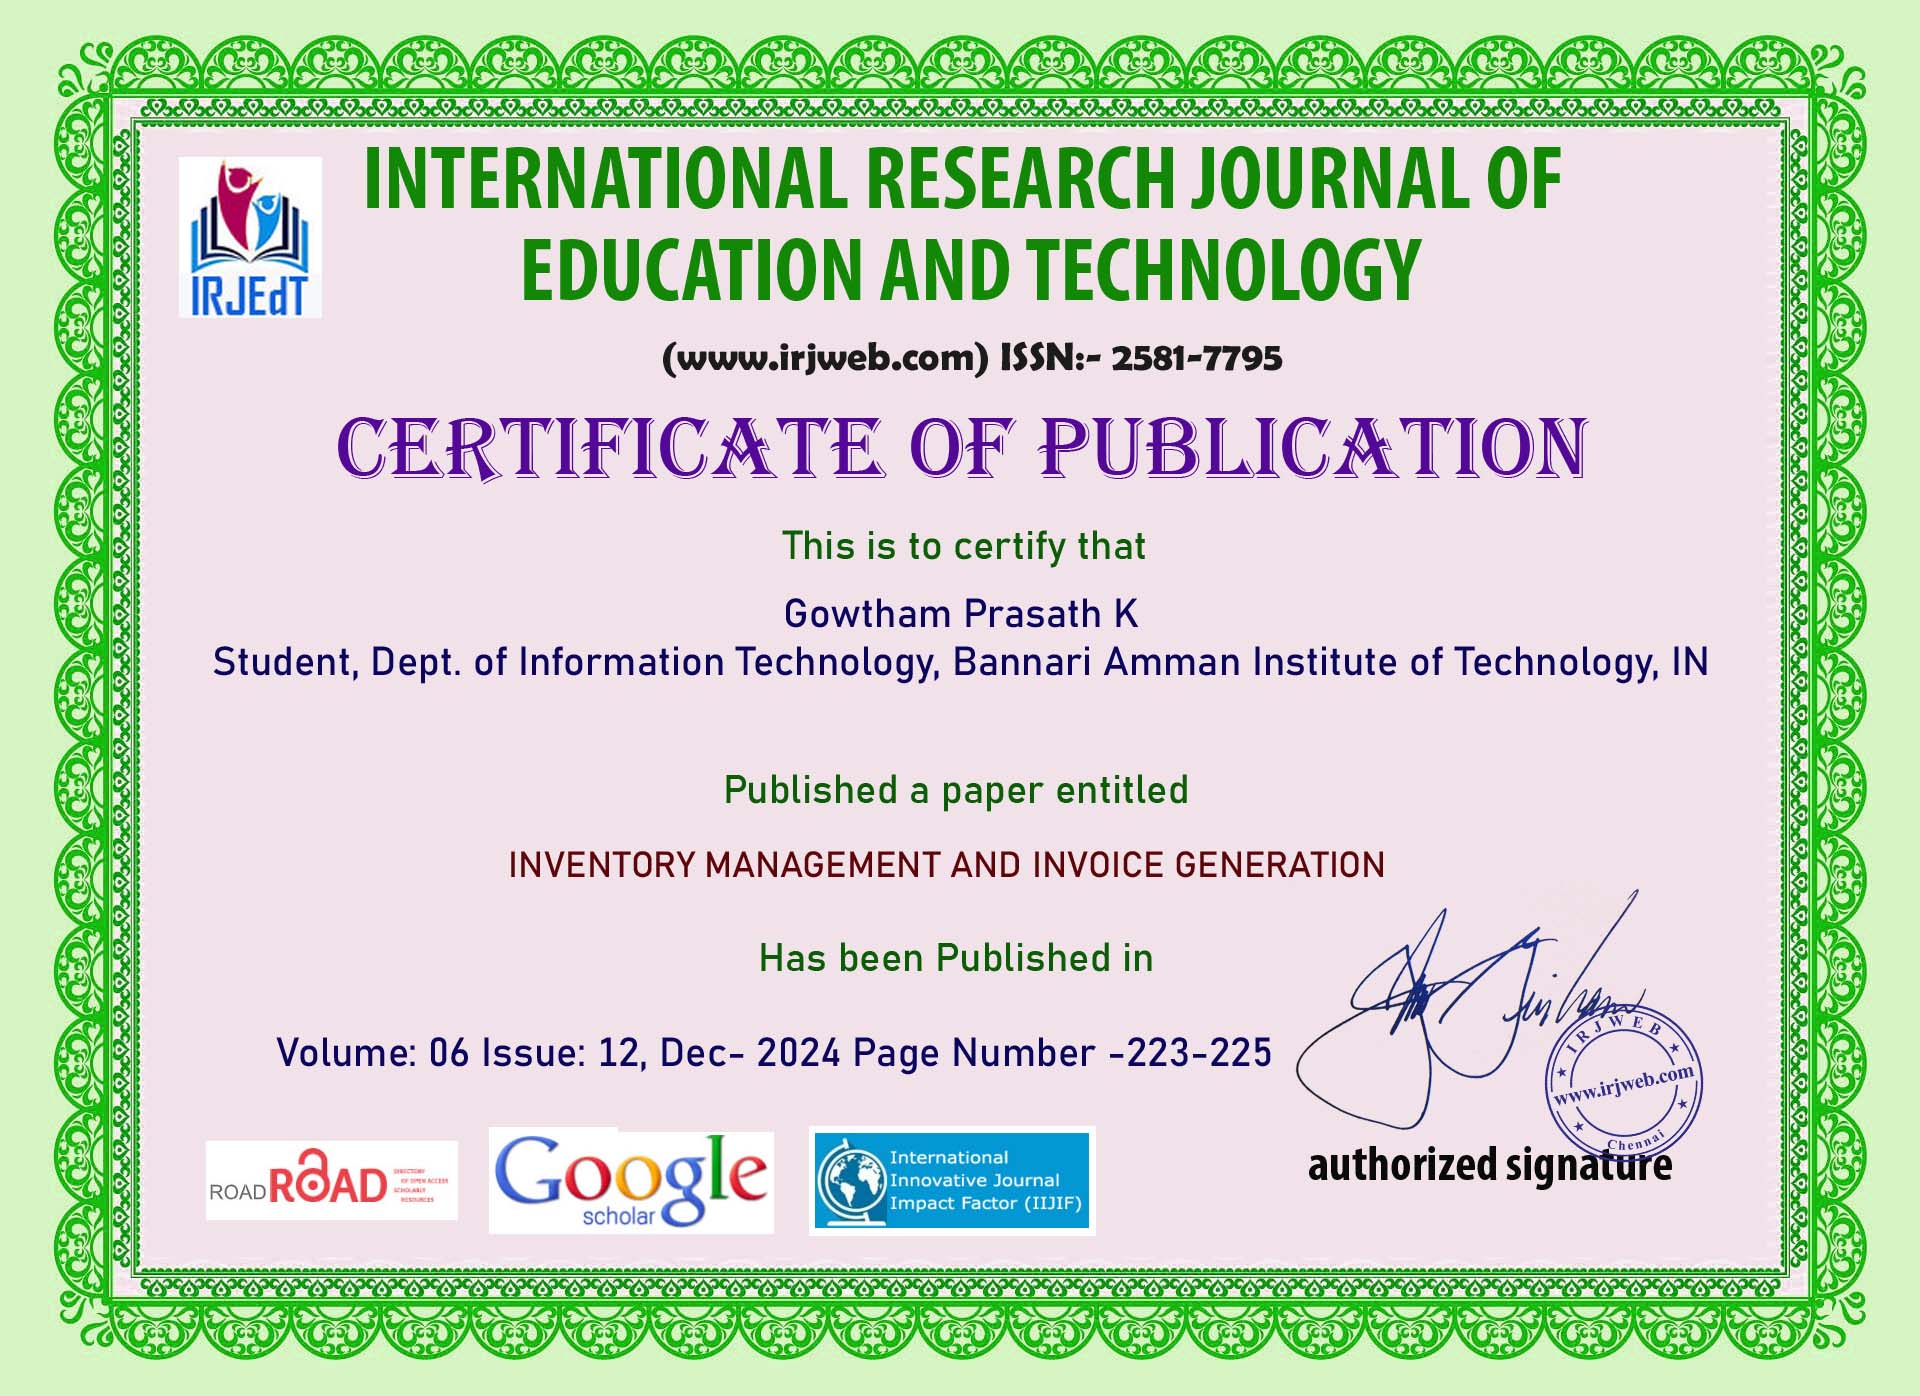 IRJEdT
INTERNATIONAL RESEARCH JOURNAL OF
EDUCATION AND TECHNOLOGY
(www.irjweb.com) ISSN:- 2581-7795
CERTIFICATE OF PUBLICATION
This is to certify that
Gowtham Prasath K
Student, Dept. of Information Technology, Bannari Amman Institute of Technology, IN
Published a paper entitled
INVENTORY MANAGEMENT AND INVOICE GENERATION
Has been Published in
Volume: 06 Issue: 12, Dec- 2024 Page Number -223-225
IRJWEB
www.irjweb.com
Chennai
authorized signature
ROAD ROAD
DIRECTORY
OF OPEN ACCESS
SCHOLARLY
RESOURCES
Google
scholar
International
Innovative Journal
Impact Factor (IIJIF)